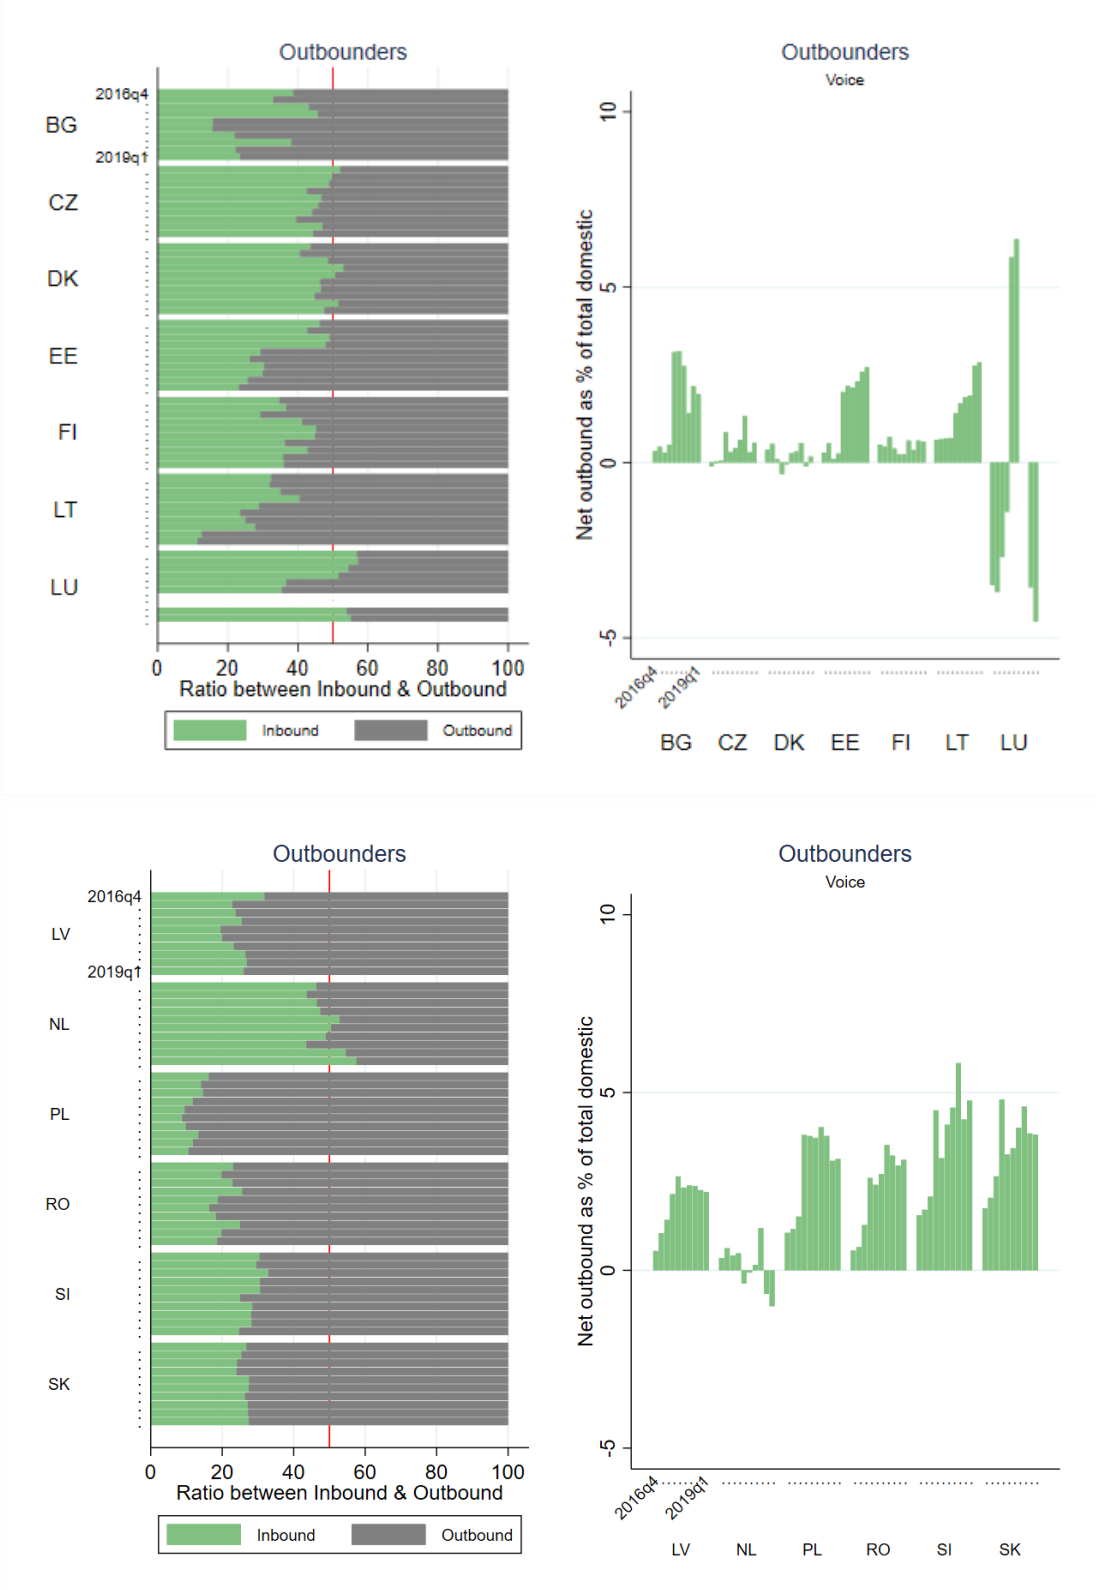 Outbounders
2016q4
BG
2019q1
CZ
DK
EE
FI
LT
LU
0 20 40 60 80 100
Ratio between Inbound & Outbound
Inbound Outbound
Outbounders
Voice
10
5
0
-5
Net outbound as % of total domestic
2016q4 2019q1
BG CZ DK EE FI LT LU
Outbounders
2016q4
LV
2019q1
NL
PL
RO
SI
SK
0 20 40 60 80 100
Ratio between Inbound & Outbound
Inbound Outbound
Outbounders
Voice
10
5
0
-5
Net outbound as % of total domestic
2016q4 2019q1
LV NL PL RO SI SK